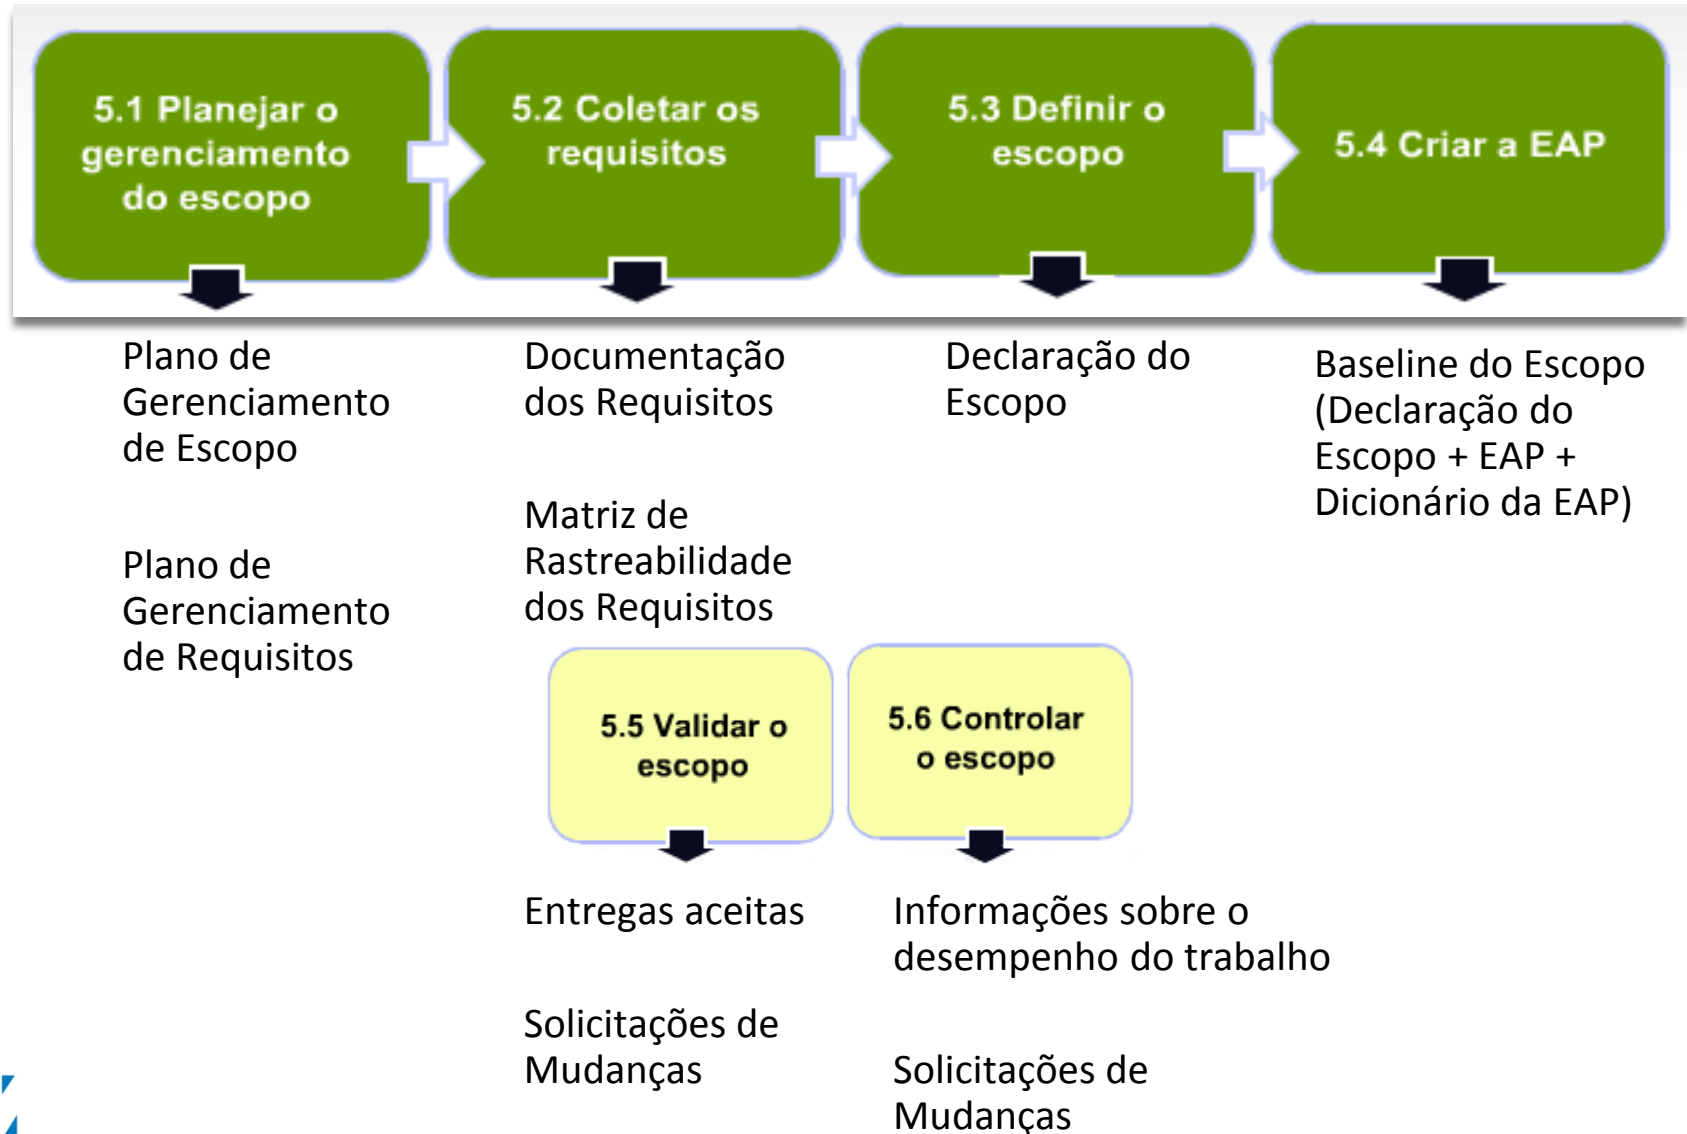 5.1 Planejar o
gerenciamento
do escopo
5.2 Coletar os
requisitos
5.3 Definir o
escopo
5.4 Criar a EAP
Plano de
Gerenciamento
de Escopo
Plano de
Gerenciamento
de Requisitos
Documentação
dos Requisitos
Matriz de
Rastreabilidade
dos Requisitos
Declaração do
Escopo
Baseline do Escopo
(Declaração do
Escopo + EAP +
Dicionário da EAP)
5.5 Validar o
escopo
5.6 Controlar
o escopo
Entregas aceitas
Solicitações de
Mudanças
Informações sobre o
desempenho do trabalho
Solicitações de
Mudanças